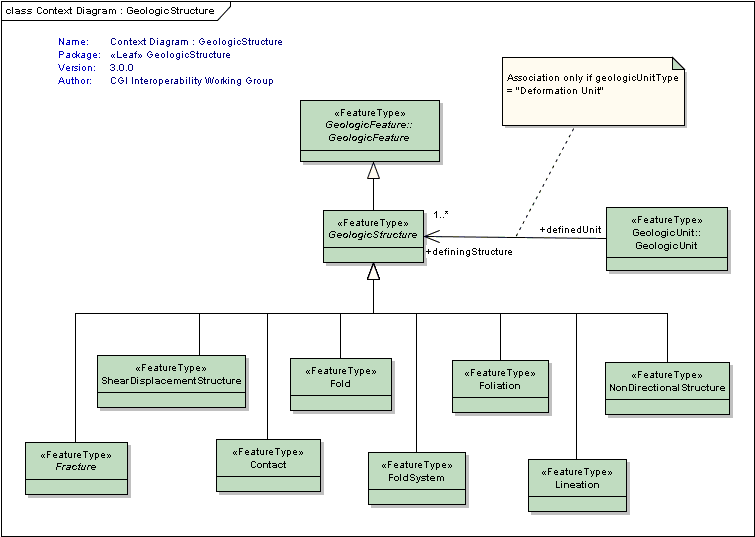 class Context Diagram : GeologicStructure
Name: Context Diagram : GeologicStructure
Package: «Leaf» GeologicStructure
Version: 3.0.0
Author: CGI Interoperability Working Group
Association only if geologicUnitType
= "Deformation Unit"
«FeatureType»
GeologicFeature::
GeologicFeature
«FeatureType»
GeologicStructure
1..*
+definingStructure
+definedUnit
«FeatureType»
GeologicUnit::
GeologicUnit
«FeatureType»
ShearDisplacementStructure
«FeatureType»
Fold
«FeatureType»
Foliation
«FeatureType»
NonDirectionalStructure
«FeatureType»
Fracture
«FeatureType»
Contact
«FeatureType»
FoldSystem
«FeatureType»
Lineation